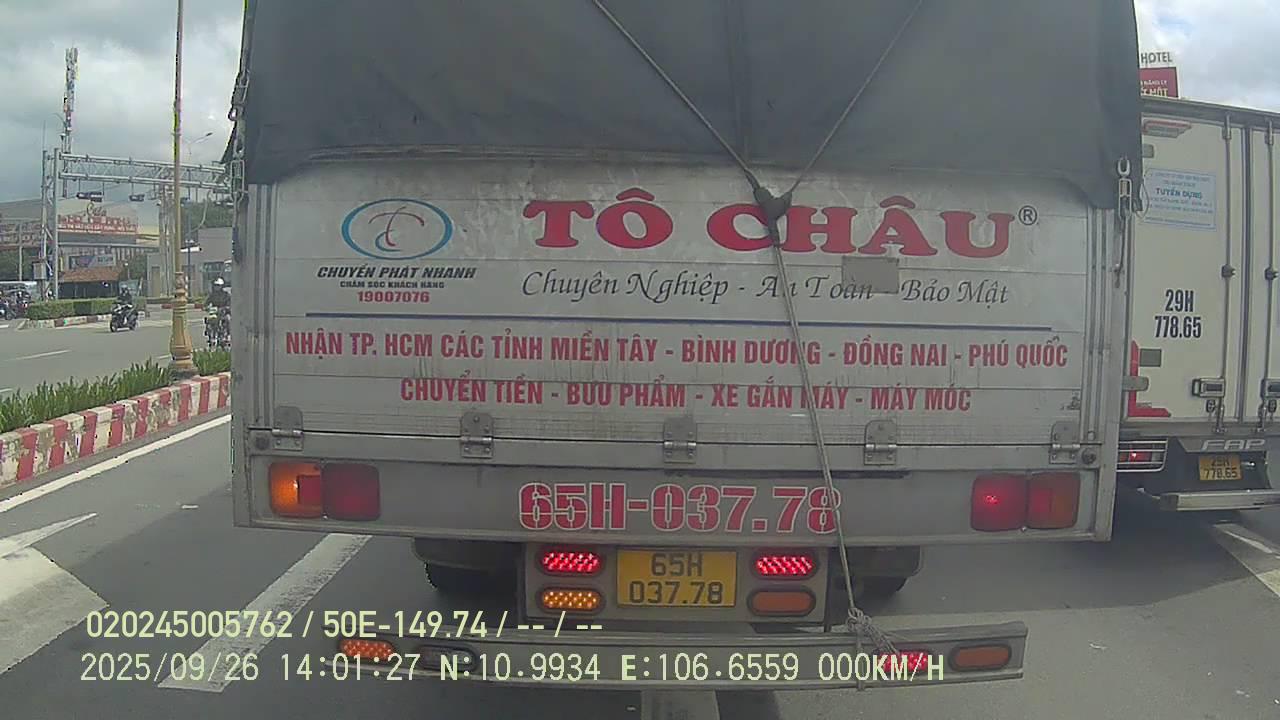 HOTEL
TÔ CHÂU®
CHUYỂN PHÁT NHANH
CHĂM SÓC KHÁCH HÀNG
19007076
Chuyên Nghiệp - An Toàn - Bảo Mật
NHẬN TP. HCM CÁC TỈNH MIỀN TÂY - BÌNH DƯƠNG - ĐỒNG NAI - PHÚ QUỐC
CHUYỂN TIỀN - BƯU PHẨM - XE GẮN MÁY - MÁY MÓC
65H-037.78
65H
037.78
TUYỂN DỤNG
29H
778.65
FAP
29H
778.65
020245005762 / 50E-149.74 / -- / --
2025/09/26 14:01:27 N:10.9934 E:106.6559 000KM/H